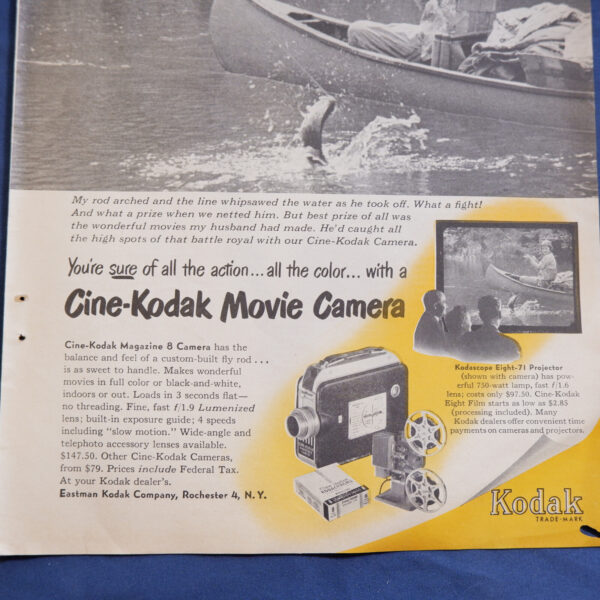 My rod arched and the line whipsawed the water as he took off. What a fight!
And what a prize when we netted him. But best prize of all was
the wonderful movies my husband had made. He'd caught all
the high spots of that battle royal with our Cine-Kodak Camera.
You're sure of all the action... all the color... with a
Cine-Kodak Movie Camera
Cine-Kodak Magazine 8 Camera has the
balance and feel of a custom-built fly rod . . .
is as sweet to handle. Makes wonderful
movies in full color or black-and-white,
indoors or out. Loads in 3 seconds flat—
no threading. Fine, fast f/1.9 Lumenized
lens; built-in exposure guide; 4 speeds
including "slow motion." Wide-angle and
telephoto accessory lenses available.
$147.50. Other Cine-Kodak Cameras,
from $79. Prices include Federal Tax.
At your Kodak dealer's.
Eastman Kodak Company, Rochester 4, N. Y.
Kodascope Eight-71 Projector
(shown with camera) has pow-
erful 750-watt lamp, fast f/1.6
lens; costs only $97.50. Cine-Kodak
Eight Film starts as low as $2.85
(processing included). Many
Kodak dealers offer convenient time
payments on cameras and projectors.
Kodak
TRADE-MARK